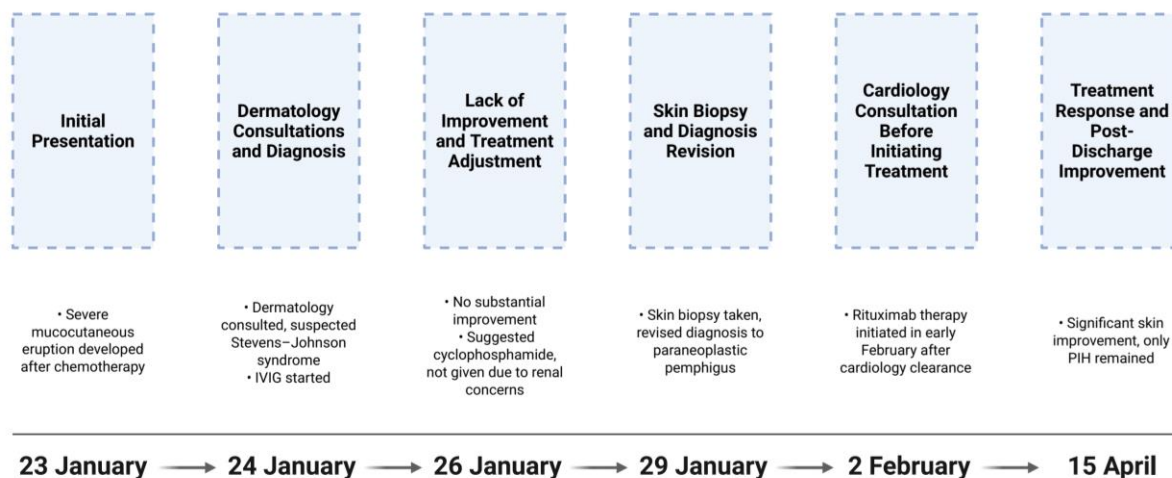 Initial
Presentation
Dermatology
Consultations
and Diagnosis
Lack of
Improvement
and Treatment
Adjustment
Skin Biopsy
and Diagnosis
Revision
Cardiology
Consultation
Before
Initiating
Treatment
Treatment
Response and
Post-
Discharge
Improvement
• Severe
mucocutaneous
eruption developed
after chemotherapy
• Dermatology
consulted, suspected
Stevens–Johnson
syndrome
• IVIG started
• No substantial
improvement
• Suggested
cyclophosphamide,
not given due to renal
concerns
• Skin biopsy taken,
revised diagnosis to
paraneoplastic
pemphigus
• Rituximab therapy
initiated in early
February after
cardiology clearance
• Significant skin
improvement, only
PIH remained
23 January
24 January
26 January
29 January
2 February
15 April